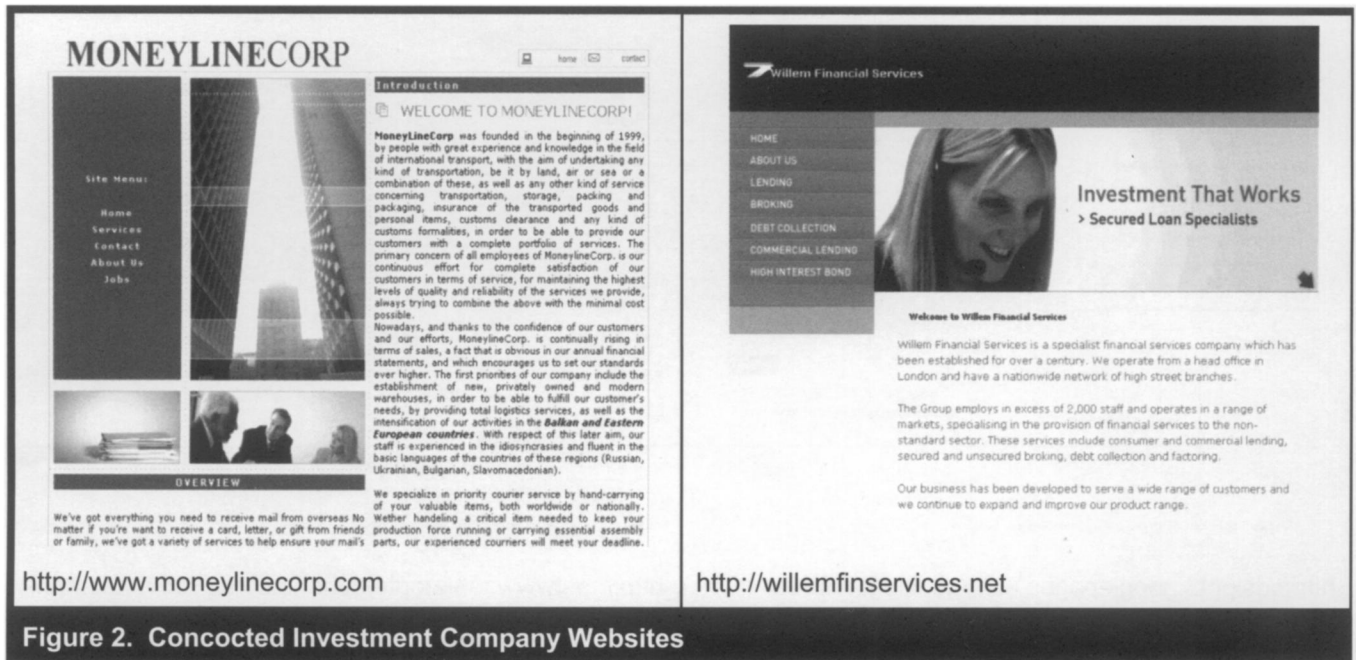 MONEYLINECORP
home contact
Site Menu:
Home
Services
Contact
About Us
Jobs
OVERVIEW
We've got everything you need to receive mail from overseas No
matter if you're want to receive a card, letter, or gift from friends
or family, we've got a variety of services to help ensure your mail's
Introduction
WELCOME TO MONEYLINECORP!
MoneyLineCorp was founded in the beginning of 1999,
by people with great experience and knowledge in the field
of international transport, with the aim of undertaking any
kind of transportation, be it by land, air or sea or a
combination of these, as well as any other kind of service
concerning transportation, storage, packing and
packaging, insurance of the transported goods and
personal items, customs clearance and any kind of
customs formalities, in order to be able to provide our
customers with a complete portfolio of services. The
primary concern of all employees of MoneylineCorp. is our
continuous effort for complete satisfaction of our
customers in terms of service, for maintaining the highest
levels of quality and reliability of the services we provide,
always trying to combine the above with the minimal cost
possible.
Nowadays, and thanks to the confidence of our customers
and our efforts, MoneylineCorp. is continually rising in
terms of sales, a fact that is obvious in our annual financial
statements, and which encourages us to set our standards
ever higher. The first priorities of our company include the
establishment of new, privately owned and modern
warehouses, in order to be able to fulfill our customer's
needs, by providing total logistics services, as well as the
intensification of our activities in the Balkan and Eastern
European countries. With respect of this later aim, our
staff is experienced in the idiosyncrasies and fluent in the
basic languages of the countries of these regions (Russian,
Ukrainian, Bulgarian, Slavomacedonian).
We specialize in priority courier service by hand-carrying
of your valuable items, both worldwide or nationally.
Wether handeling a critical item needed to keep your
production force running or carrying essential assembly
parts, our experienced courriers will meet your deadline.
http://www.moneylinecorp.com
Willem Financial Services
HOME
ABOUT US
LENDING
BROKING
DEBT COLLECTION
COMMERCIAL LENDING
HIGH INTEREST BOND
Investment That Works
> Secured Loan Specialists
Welcome to Willem Financial Services
Willem Financial Services is a specialist financial services company which has
been established for over a century. We operate from a head office in
London and have a nationwide network of high street branches.
The Group employs in excess of 2,000 staff and operates in a range of
markets, specialising in the provision of financial services to the non-
standard sector. These services include consumer and commercial lending,
secured and unsecured broking, debt collection and factoring.
Our business has been developed to serve a wide range of customers and
we continue to expand and improve our product range.
http://willemfinservices.net
Figure 2. Concocted Investment Company Websites